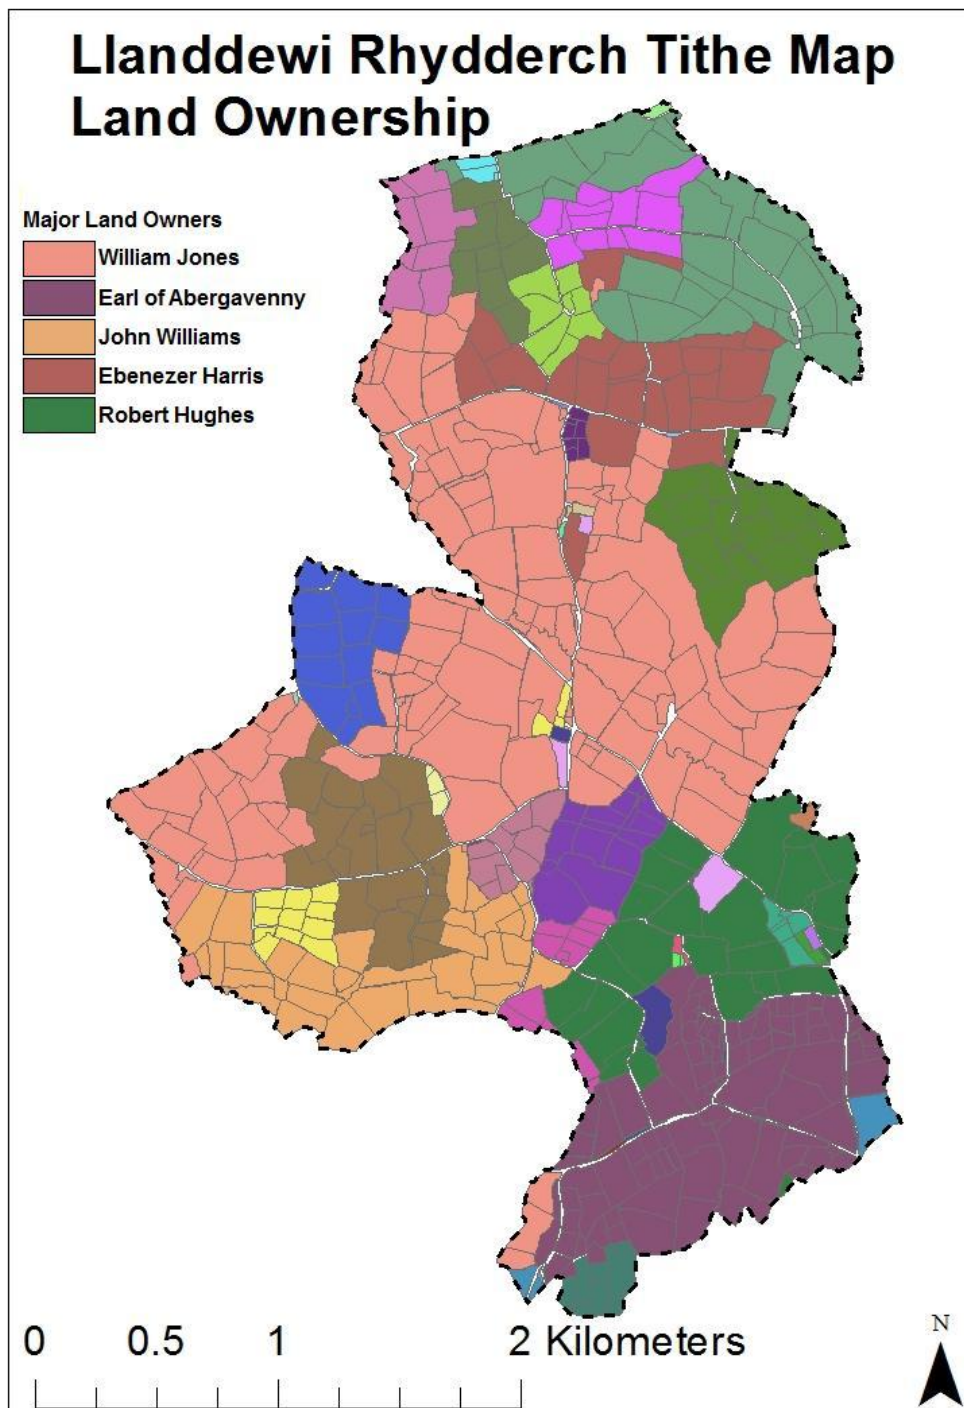 Llanddewi Rhydderch Tithe Map
Land Ownership
Major Land Owners
William Jones
Earl of Abergavenny
John Williams
Ebenezer Harris
Robert Hughes
0 0.5 1 2 Kilometers
N